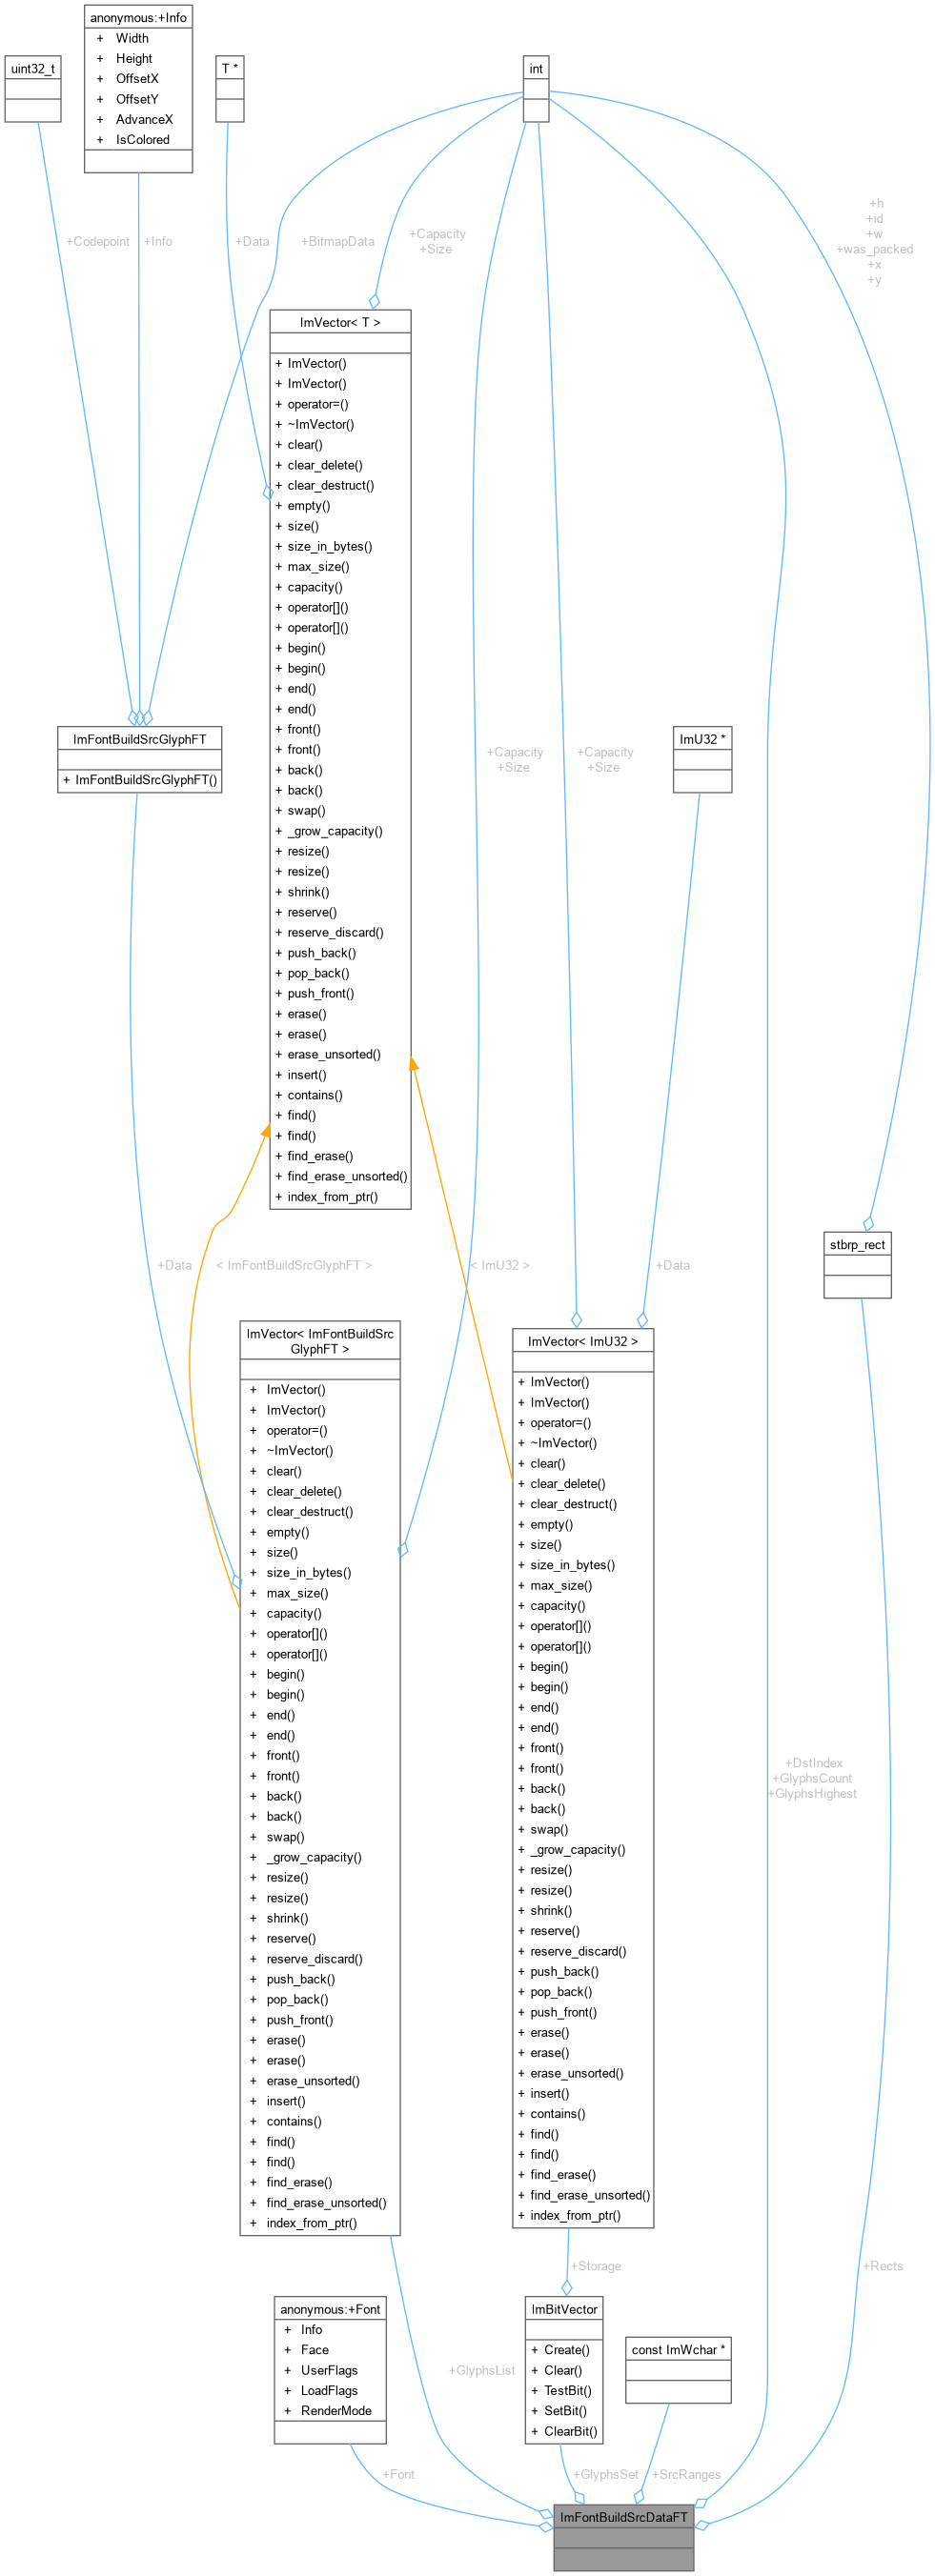 anonymous:+Info
+ Width
+ Height
+ OffsetX
+ OffsetY
+ AdvanceX
+ IsColored
uint32_t
T *
int
+h
+id
+w
+was_packed
+x
+y
+Codepoint
+Info
+Data
+BitmapData
+Capacity
+Size
ImVector< T >
+ ImVector()
+ ImVector()
+ operator=()
+ ~ImVector()
+ clear()
+ clear_delete()
+ clear_destruct()
+ empty()
+ size()
+ size_in_bytes()
+ max_size()
+ capacity()
+ operator[]()
+ operator[]()
+ begin()
+ begin()
+ end()
+ end()
+ front()
+ front()
+ back()
+ back()
+ swap()
+ _grow_capacity()
+ resize()
+ resize()
+ shrink()
+ reserve()
+ reserve_discard()
+ push_back()
+ pop_back()
+ push_front()
+ erase()
+ erase()
+ erase_unsorted()
+ insert()
+ contains()
+ find()
+ find()
+ find_erase()
+ find_erase_unsorted()
+ index_from_ptr()
ImFontBuildSrcGlyphFT
+ ImFontBuildSrcGlyphFT()
+Capacity
+Size
+Capacity
+Size
ImU32 *
stbrp_rect
+Data
< ImFontBuildSrcGlyphFT >
< ImU32 >
+Data
ImVector< ImFontBuildSrc
GlyphFT >
+ ImVector()
+ ImVector()
+ operator=()
+ ~ImVector()
+ clear()
+ clear_delete()
+ clear_destruct()
+ empty()
+ size()
+ size_in_bytes()
+ max_size()
+ capacity()
+ operator[]()
+ operator[]()
+ begin()
+ begin()
+ end()
+ end()
+ front()
+ front()
+ back()
+ back()
+ swap()
+ _grow_capacity()
+ resize()
+ resize()
+ shrink()
+ reserve()
+ reserve_discard()
+ push_back()
+ pop_back()
+ push_front()
+ erase()
+ erase()
+ erase_unsorted()
+ insert()
+ contains()
+ find()
+ find()
+ find_erase()
+ find_erase_unsorted()
+ index_from_ptr()
ImVector< ImU32 >
+ ImVector()
+ ImVector()
+ operator=()
+ ~ImVector()
+ clear()
+ clear_delete()
+ clear_destruct()
+ empty()
+ size()
+ size_in_bytes()
+ max_size()
+ capacity()
+ operator[]()
+ operator[]()
+ begin()
+ begin()
+ end()
+ end()
+ front()
+ front()
+ back()
+ back()
+ swap()
+ _grow_capacity()
+ resize()
+ resize()
+ shrink()
+ reserve()
+ reserve_discard()
+ push_back()
+ pop_back()
+ push_front()
+ erase()
+ erase()
+ erase_unsorted()
+ insert()
+ contains()
+ find()
+ find()
+ find_erase()
+ find_erase_unsorted()
+ index_from_ptr()
+DstIndex
+GlyphsCount
+GlyphsHighest
+Storage
+Rects
anonymous:+Font
+ Info
+ Face
+ UserFlags
+ LoadFlags
+ RenderMode
+GlyphsList
ImBitVector
+ Create()
+ Clear()
+ TestBit()
+ SetBit()
+ ClearBit()
const ImWchar *
+Font
+GlyphsSet
+SrcRanges
ImFontBuildSrcDataFT